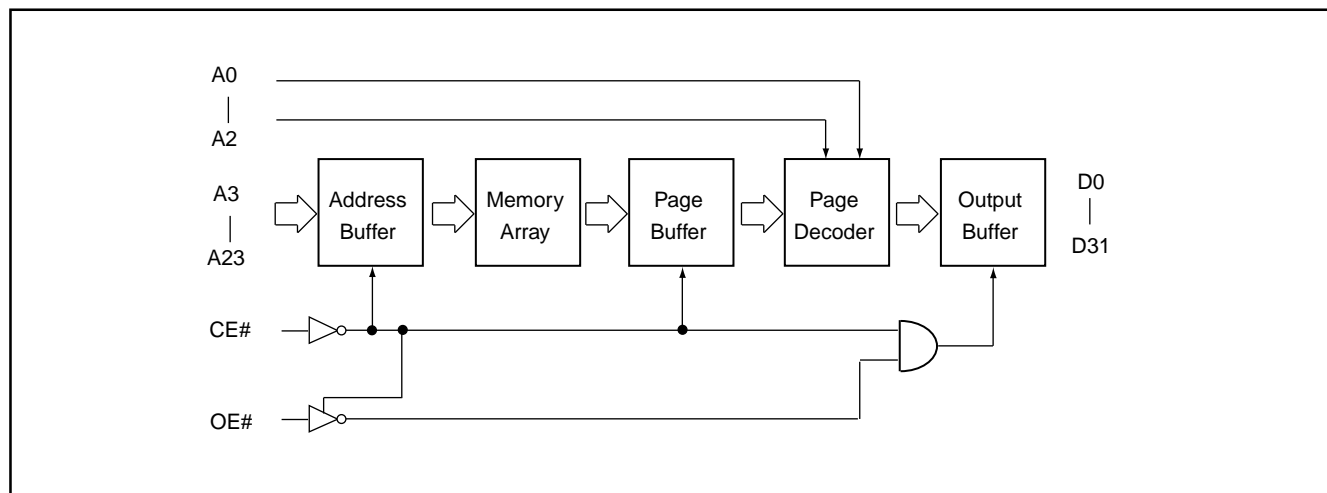 A0
A2
A3
A23
Address
Buffer
Memory
Array
Page
Buffer
Page
Decoder
Output
Buffer
D0
D31
CE#
OE#